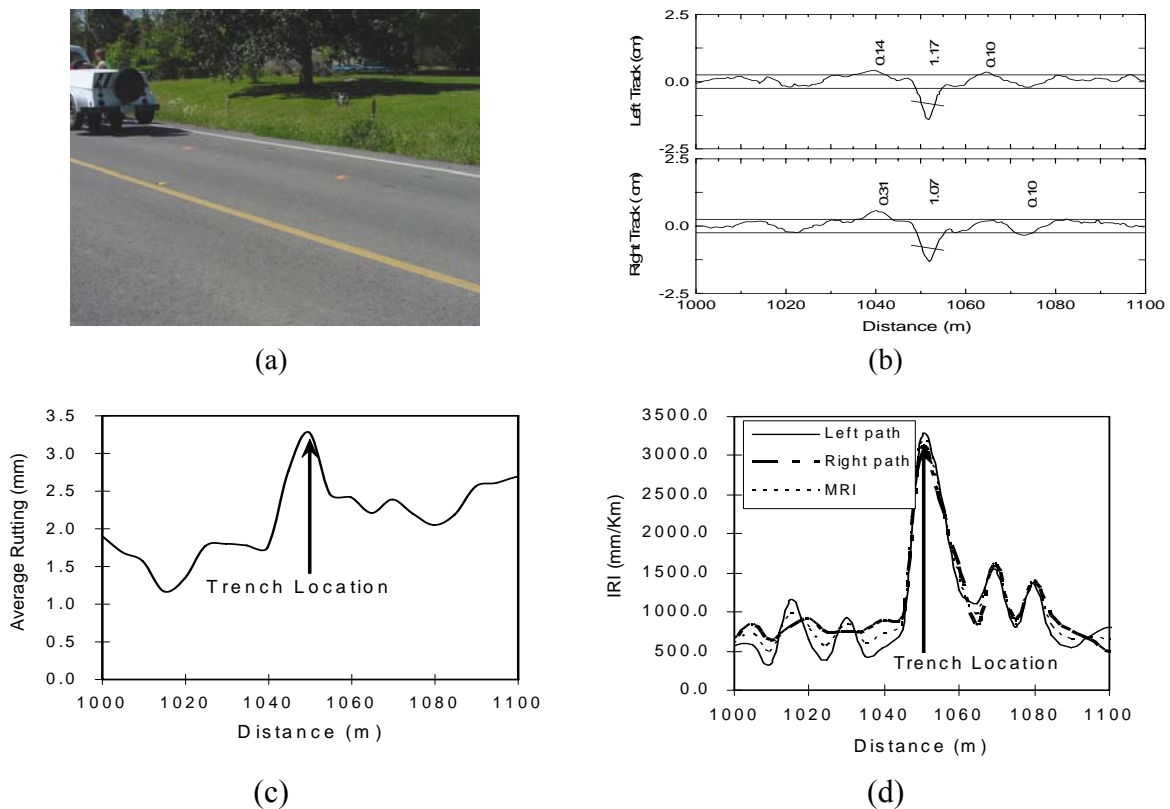 2.5
0.14
1.17
0.10
Left Track (cm)
0.0
-2.5
2.5
0.31
1.07
0.10
Right Track (cm)
0.0
-2.5
1000 1020 1040 1060 1080 1100
Distance (m)
(a)
(b)
3.5
3.0
2.5
2.0
1.5
1.0
0.5
0.0
Average Rutting (mm)
Trench Location
1000 1020 1040 1060 1080 1100
Distance (m)
(c)
3500.0
3000.0
2500.0
2000.0
1500.0
1000.0
500.0
0.0
IRI (mm/Km)
Left path
Right path
MRI
Trench Location
1000 1020 1040 1060 1080 1100
Distance (m)
(d)